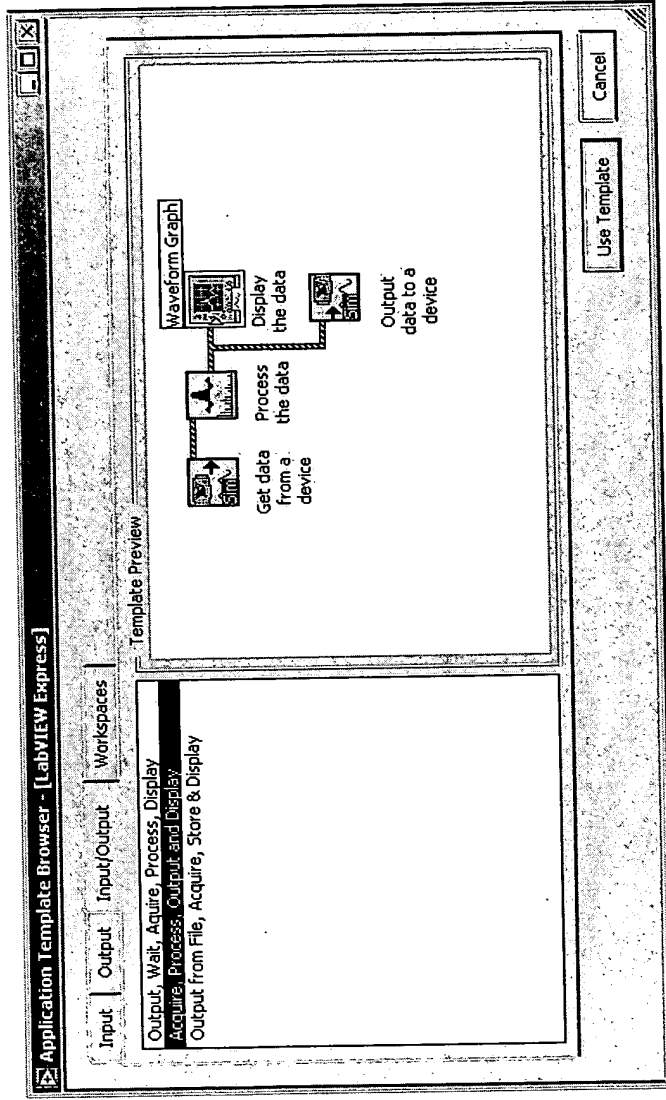 Application Template Browser - [LabVIEW Express]
Input
Output
Input/Output
Workspaces
Output, Wait, Aquire, Process, Display
Acquire, Process, Output and Display
Output from File, Acquire, Store & Display
Template Preview
Waveform Graph
Get data
from a
device
Process
the data
Display
the data
Output
data to a
device
Use Template
Cancel